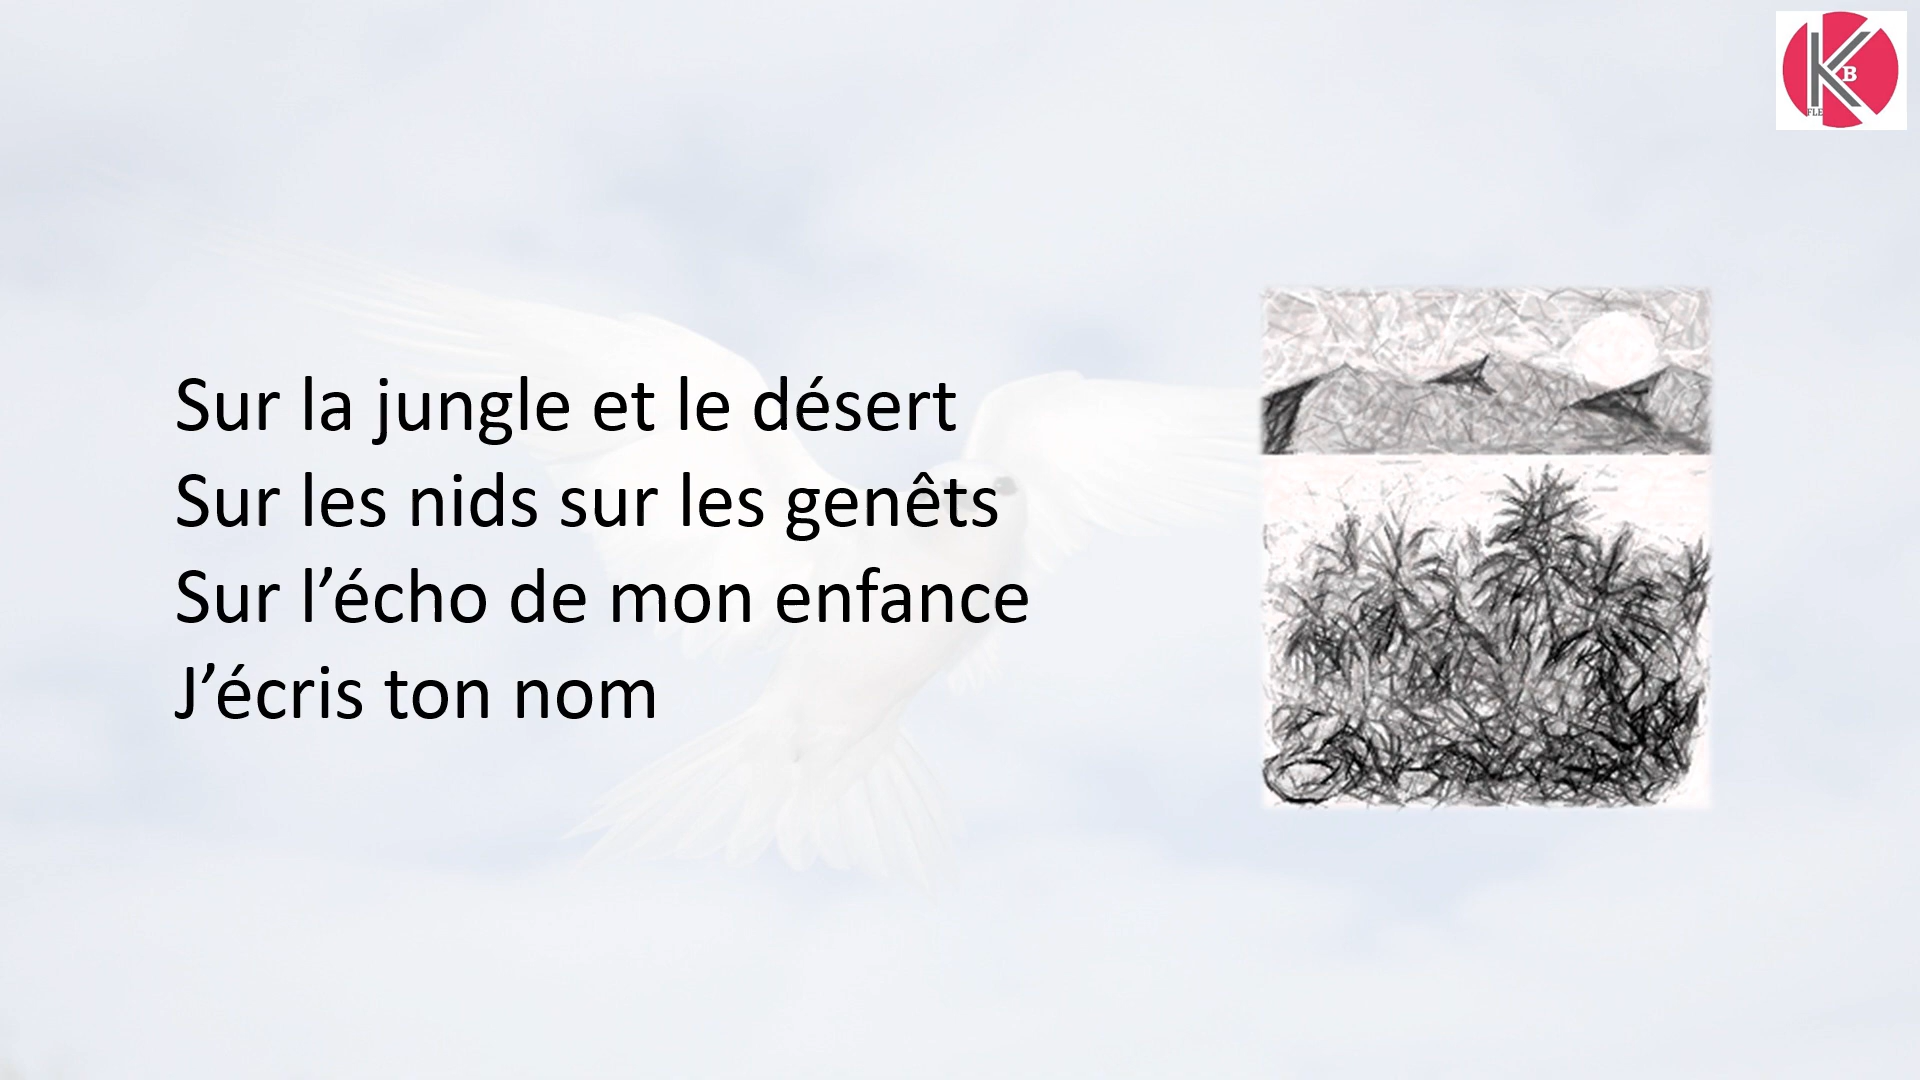 K
B
FLE
Sur la jungle et le désert
Sur les nids sur les genêts
Sur l’écho de mon enfance
J’écris ton nom